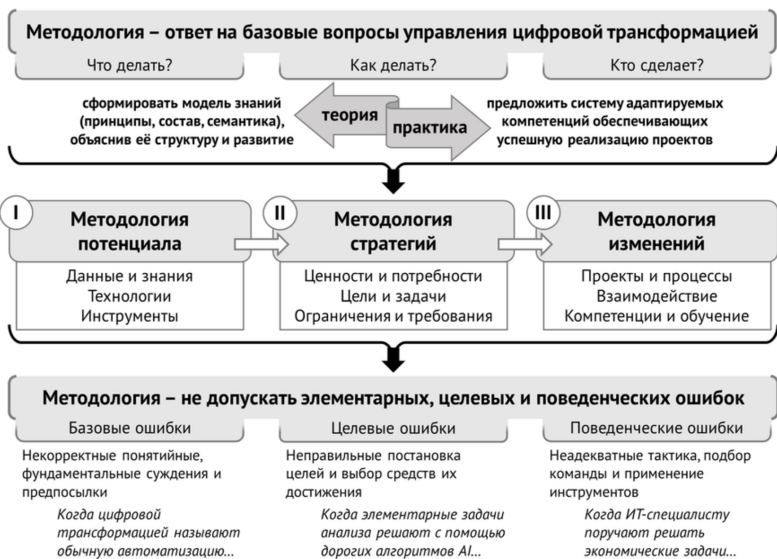 Методология – ответ на базовые вопросы управления цифровой трансформацией
Что делать?
Как делать?
Кто сделает?
сформировать модель знаний
(принципы, состав, семантика),
объяснив её структуру и развитие
теория
практика
предложить систему адаптируемых
компетенций обеспечивающих
успешную реализацию проектов
I
Методология
потенциала
Данные и знания
Технологии
Инструменты
II
Методология
стратегий
Ценности и потребности
Цели и задачи
Ограничения и требования
III
Методология
изменений
Проекты и процессы
Взаимодействие
Компетенции и обучение
Методология – не допускать элементарных, целевых и поведенческих ошибок
Базовые ошибки
Некорректные понятийные,
фундаментальные суждения и
предпосылки
Когда цифровой
трансформацией называют
обычную автоматизацию...
Целевые ошибки
Неправильные постановка
целей и выбор средств их
достижения
Когда элементарные задачи
анализа решают с помощью
дорогих алгоритмов AI...
Поведенческие ошибки
Неадекватные тактика, подбор
команды и применение
инструментов
Когда ИТ-специалисту
поручают решать
экономические задачи...